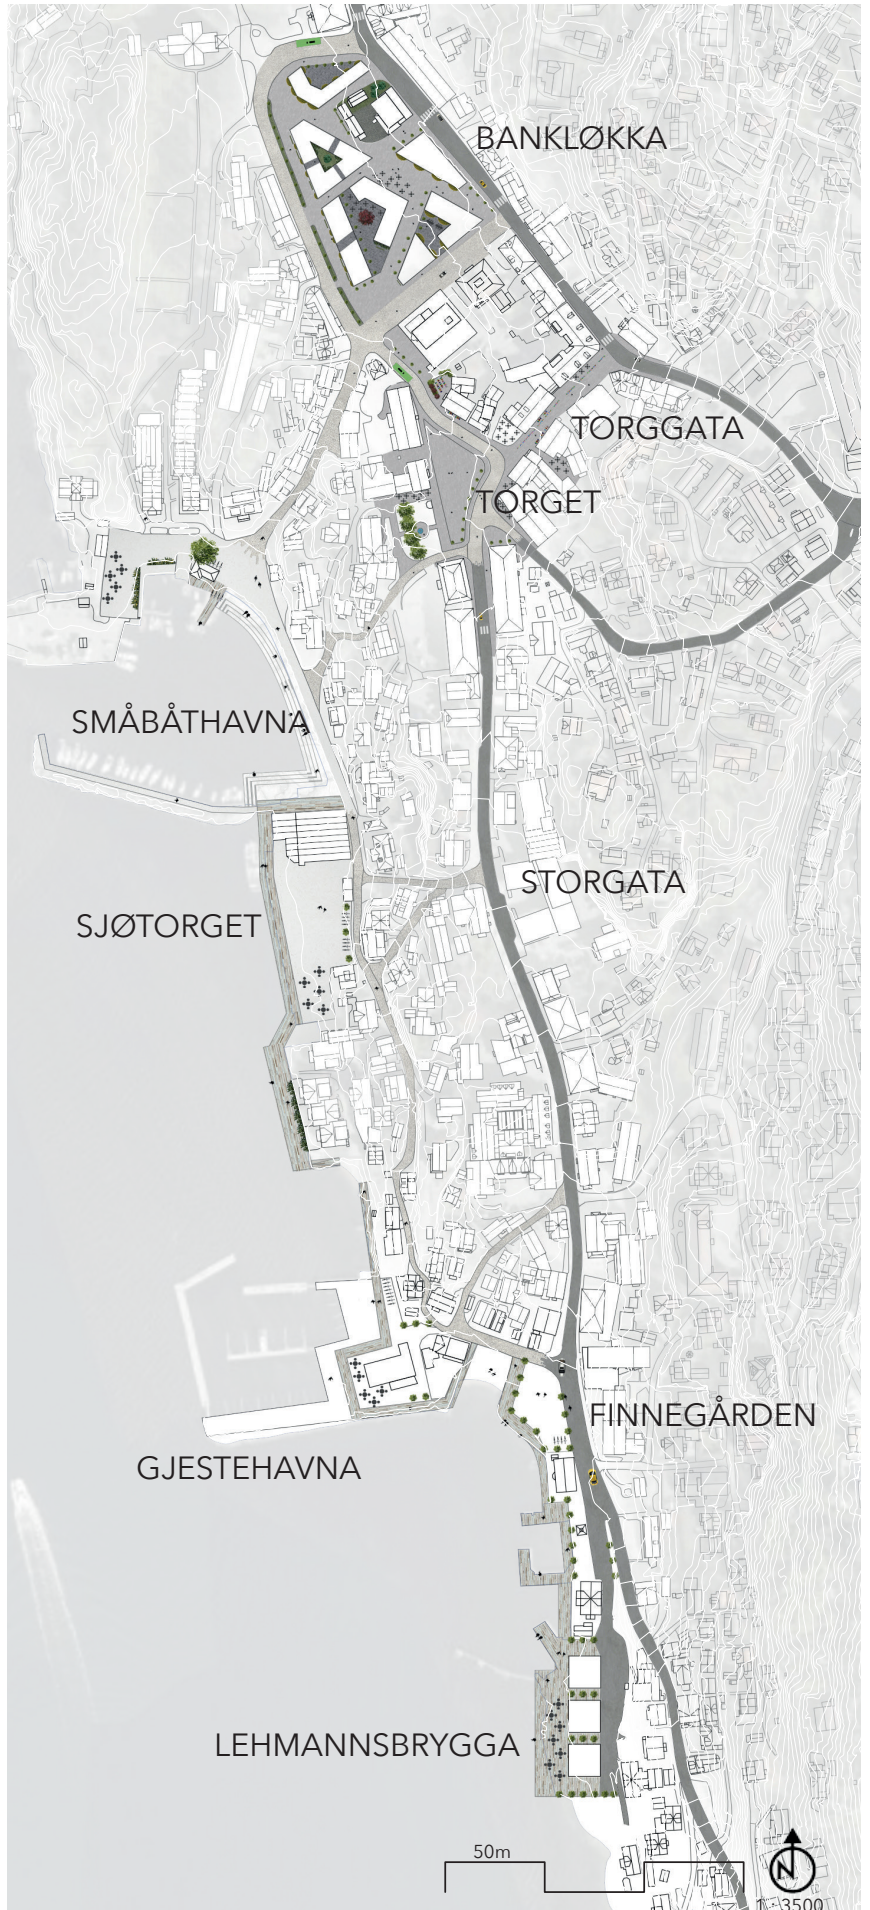 BANKLØKKA
TORGGATA
TORGET
SMÅBÅTHAVNA
STORGATA
SJØTORGET
FINNEGÅRDEN
GJESTEHAVNA
LEHMANNSBRYGGA
50m
N
1 : 3500